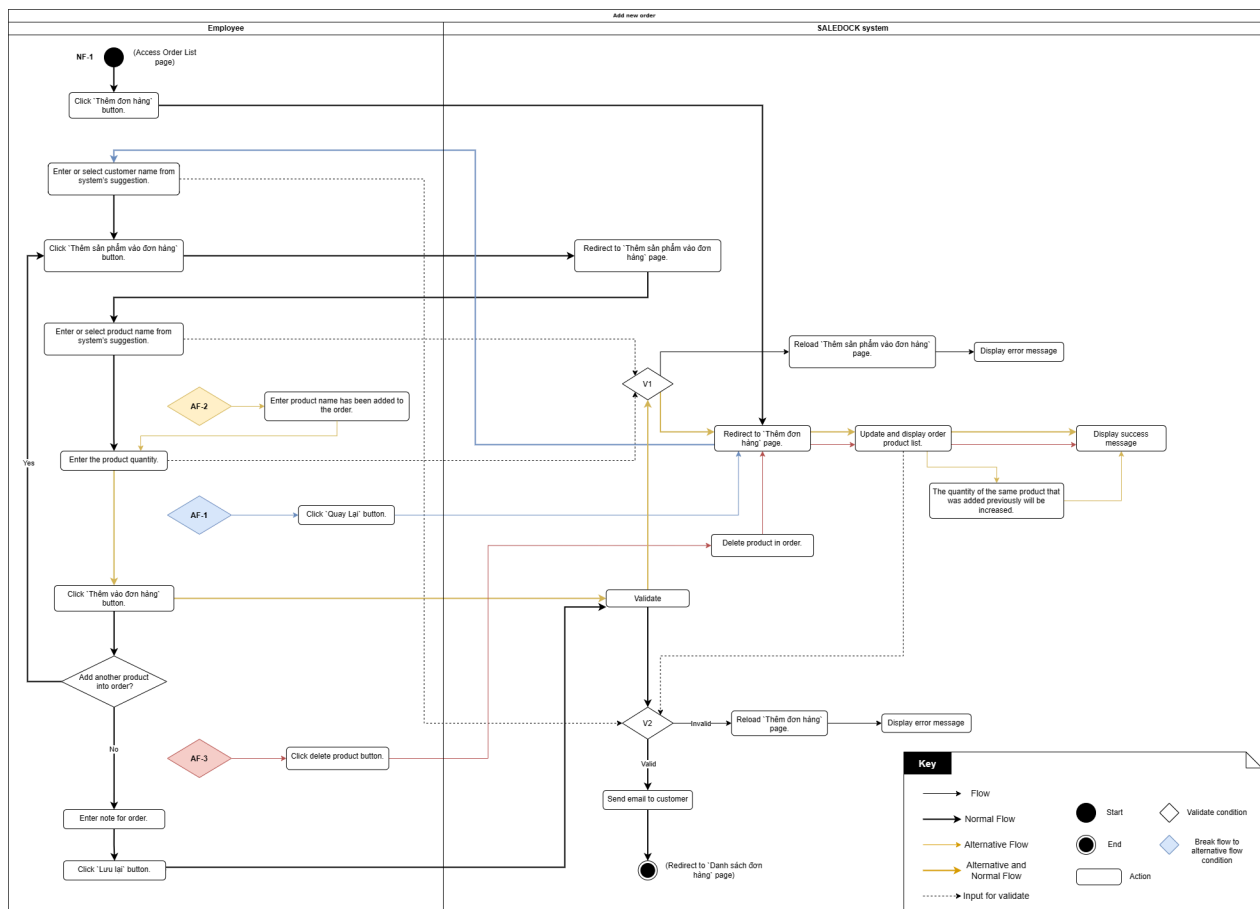 Add new order
Employee
SALEDOCK system
NF-1
(Access Order List
page)
Click `Thêm đơn hàng`
button.
Enter or select customer name from
system's suggestion.
Click `Thêm sản phẩm vào đơn hàng`
button.
Redirect to `Thêm sản phẩm vào đơn
hàng` page.
Enter or select product name from
system's suggestion.
Reload `Thêm sản phẩm vào đơn hàng`
page.
Display error message
V1
AF-2
Enter product name has been added to
the order.
Redirect to `Thêm đơn
hàng` page.
Update and display order
product list.
Display success
message
Yes
Enter the product quantity.
The quantity of the same product that
was added previously will be
increased.
AF-1
Click `Quay Lại` button.
Delete product in order.
Click `Thêm vào đơn hàng`
button.
Validate
Add another product
into order?
V2
Invalid
Reload `Thêm đơn hàng`
page.
Display error message
No
AF-3
Click delete product button.
Valid
Send email to customer
Enter note for order.
Click `Lưu lại` button.
(Redirect to `Danh sách đơn
hàng` page)
Key
Flow
Normal Flow
Alternative Flow
Alternative and
Normal Flow
Input for validate
Start
End
Action
Validate condition
Break flow to
alternative flow
condition